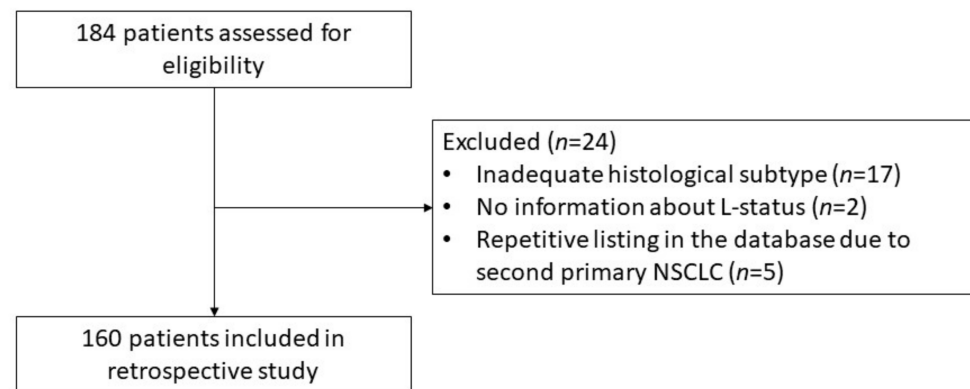 184 patients assessed for
eligibility
Excluded (n=24)
• Inadequate histological subtype (n=17)
• No information about L-status (n=2)
• Repetitive listing in the database due to
second primary NSCLC (n=5)
160 patients included in
retrospective study